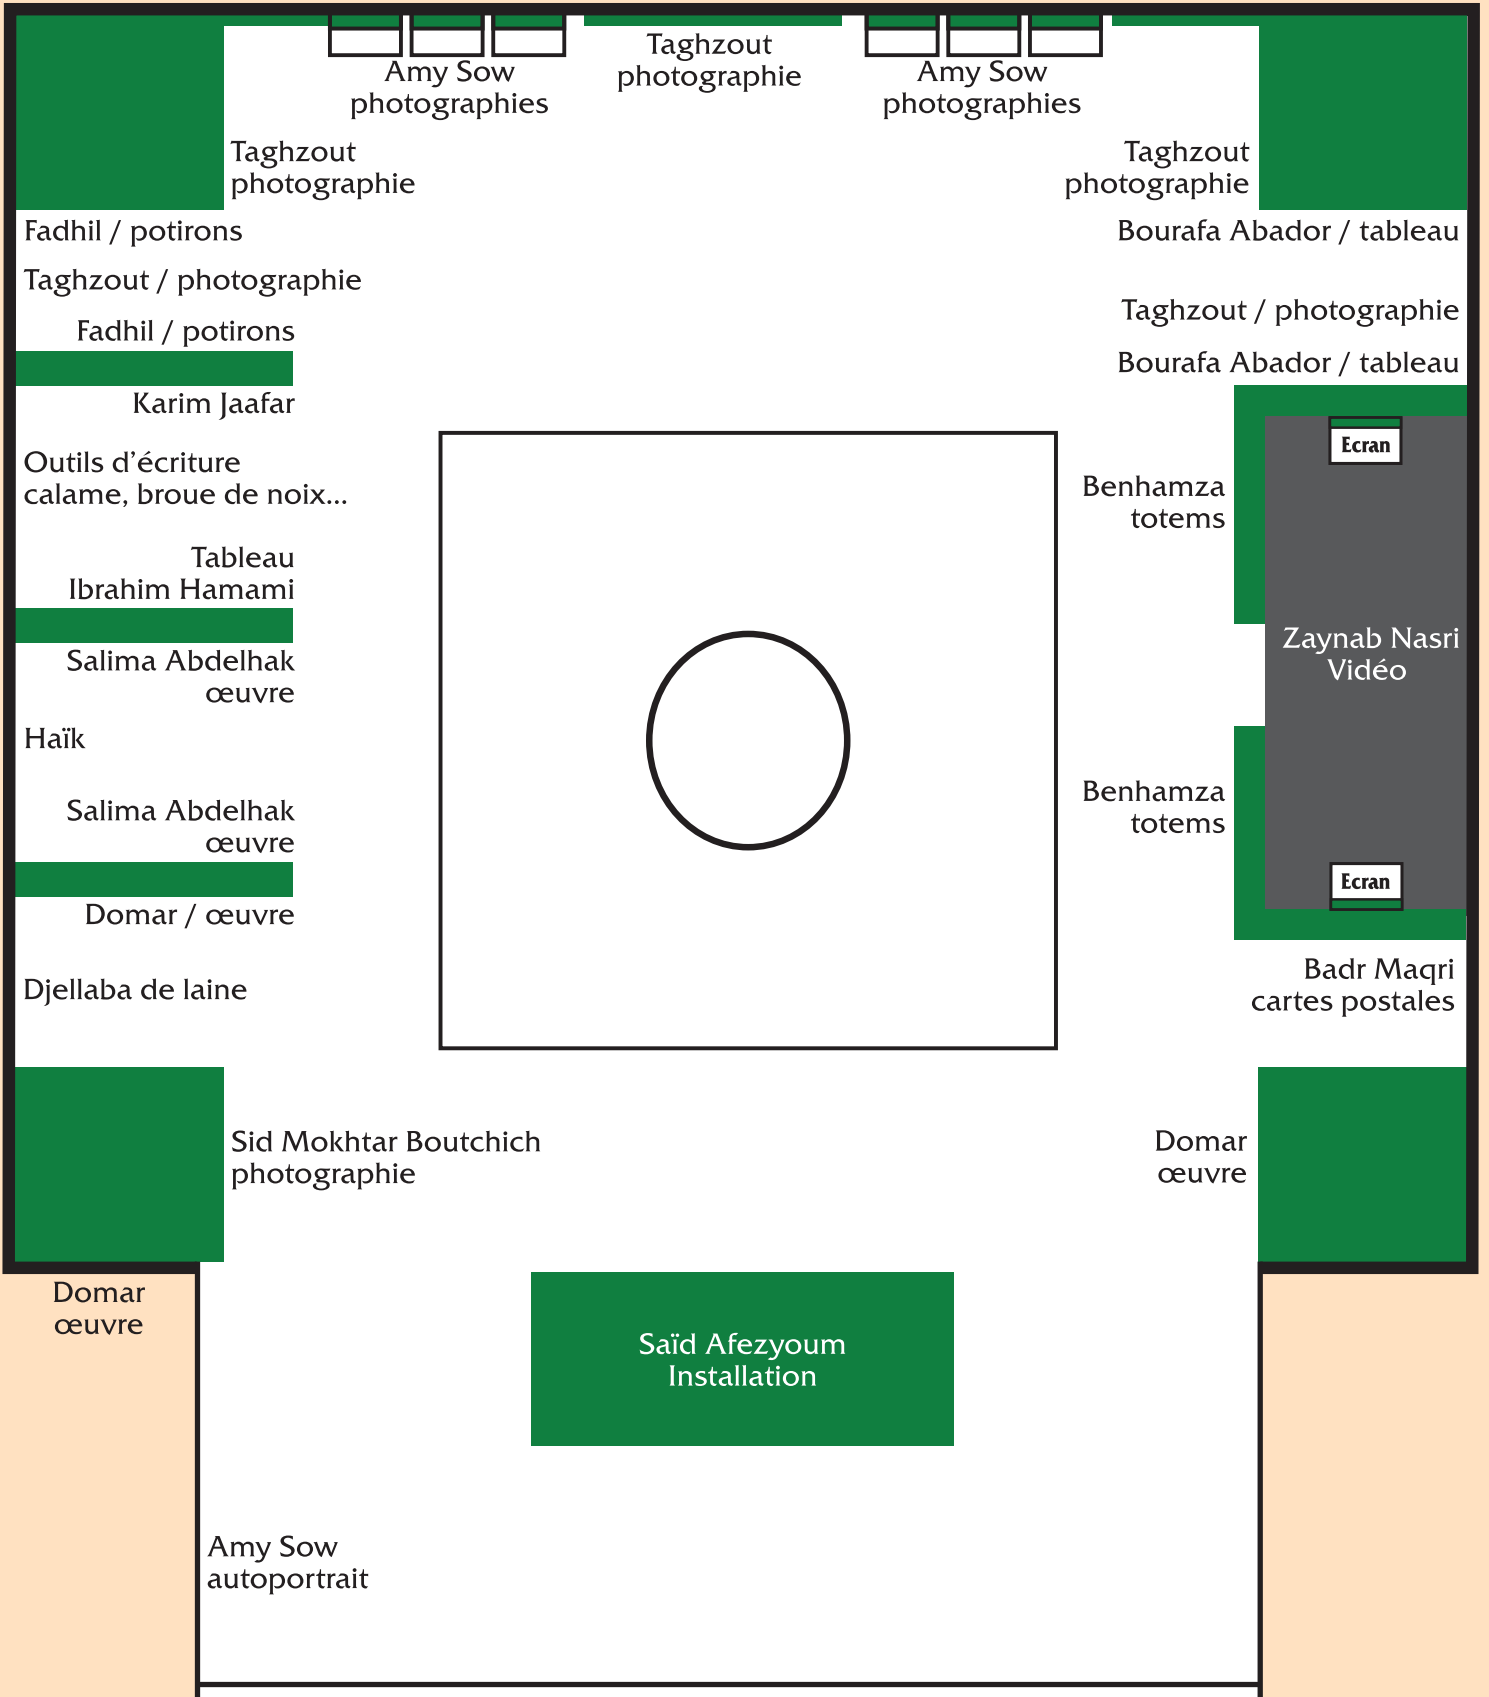 Amy Sow
photographies
Taghzout
photographie
Amy Sow
photographies
Taghzout
photographie
Taghzout
photographie
Fadhil / potirons
Taghzout / photographie
Fadhil / potirons
Karim Jaafar
Outils d’écriture
calame, broue de noix...
Tableau
Ibrahim Hamami
Salima Abdelhak
œuvre
Haïk
Salima Abdelhak
œuvre
Domar / œuvre
Djellaba de laine
Bourafa Abador / tableau
Taghzout / photographie
Bourafa Abador / tableau
Ecran
Benhamza
totems
Zaynab Nasri
Vidéo
Benhamza
totems
Ecran
Badr Maqri
cartes postales
Sid Mokhtar Boutchich
photographie
Domar
œuvre
Domar
œuvre
Saïd Afezyoum
Installation
Amy Sow
autoportrait